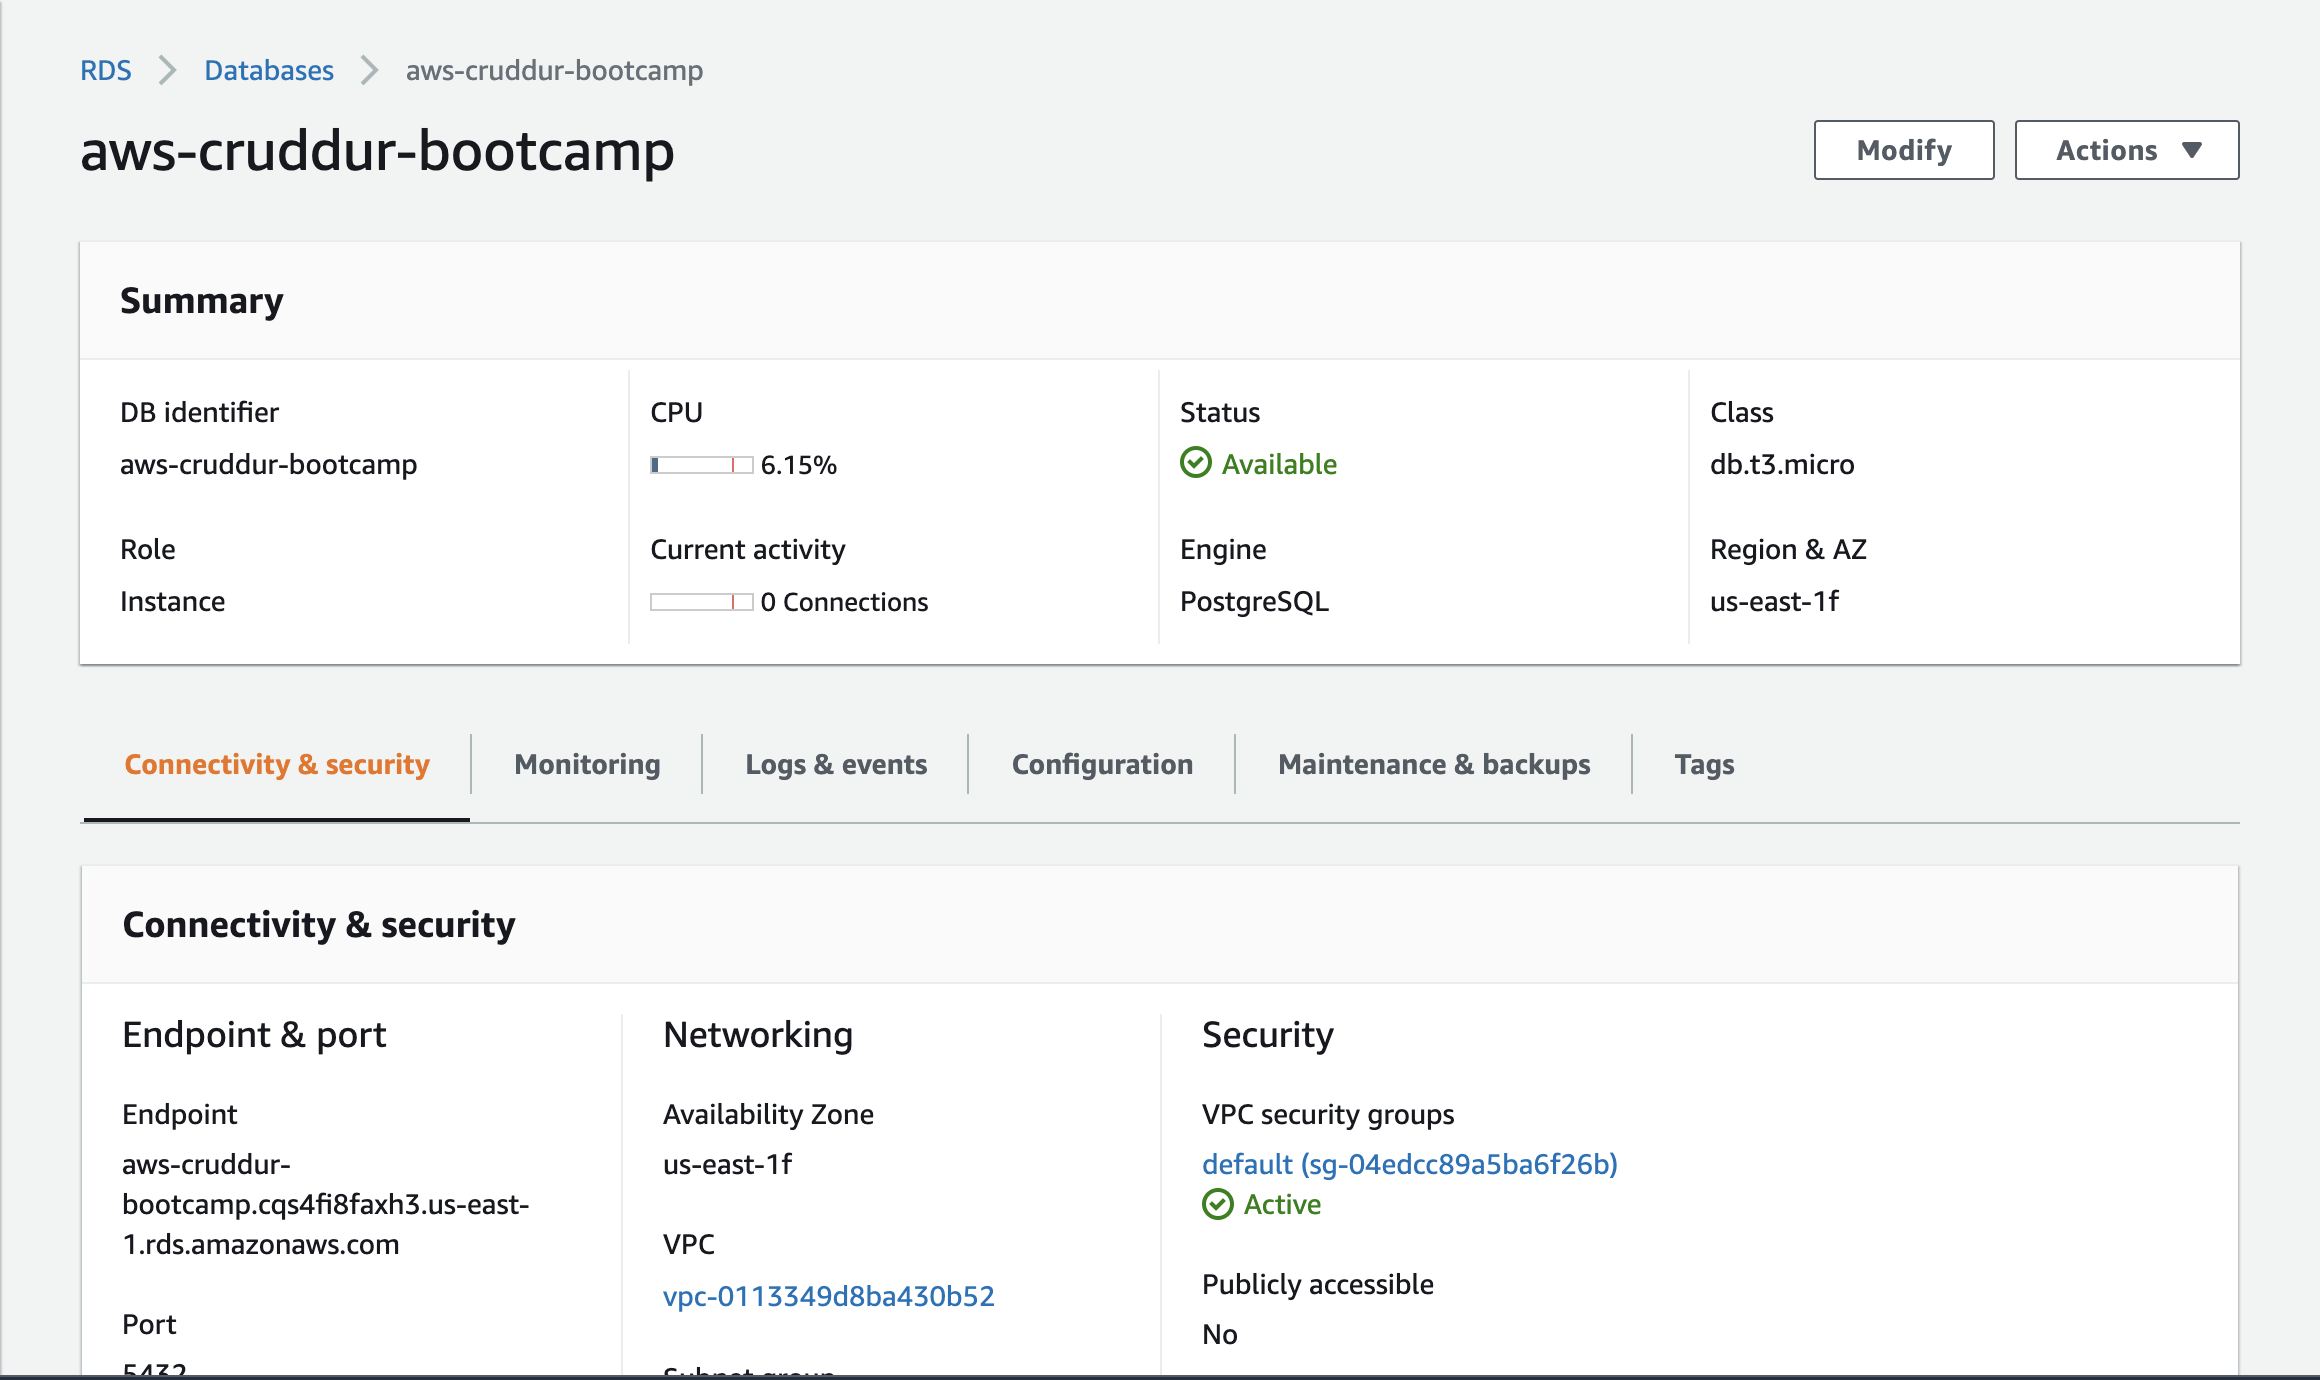 RDS > Databases > aws-cruddur-bootcamp
aws-cruddur-bootcamp
Modify
Actions
Summary
DB identifier
aws-cruddur-bootcamp
CPU
6.15%
Status
Available
Class
db.t3.micro
Role
Instance
Current activity
0 Connections
Engine
PostgreSQL
Region & AZ
us-east-1f
Connectivity & security
Monitoring
Logs & events
Configuration
Maintenance & backups
Tags
Connectivity & security
Endpoint & port
Endpoint
aws-cruddur-
bootcamp.cqs4fi8faxh3.us-east-
1.rds.amazonaws.com
Port
5432
Networking
Availability Zone
us-east-1f
VPC
vpc-0113349d8ba430b52
Subnet group
Security
VPC security groups
default (sg-04edcc89a5ba6f26b)
Active
Publicly accessible
No